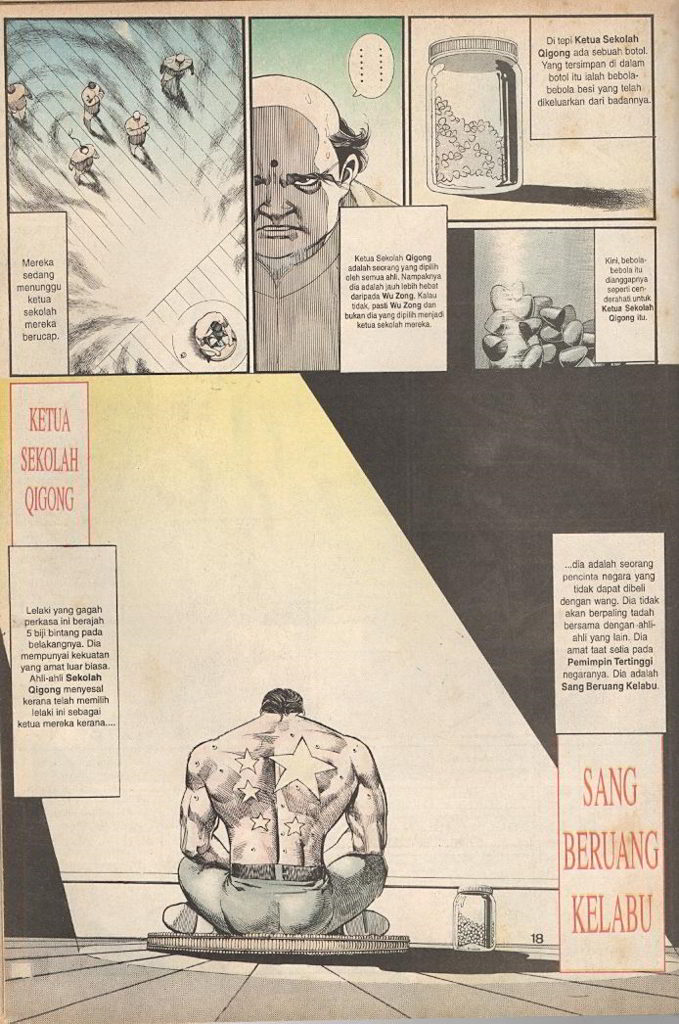 Mereka
sedang
menunggu
ketua
sekolah
mereka
berucap.
Ketua Sekolah Qigong
adalah seorang yang dipilih
oleh semua ahli. Nampaknya
dia adalah jauh lebih hebat
daripada Wu Zong. Kalau
tidak, pasti Wu Zong dan
bukan dia yang dipilih menjadi
ketua sekolah mereka.
Di tepi Ketua Sekolah
Qigong ada sebuah botol.
Yang tersimpan di dalam
botol itu ialah bebola-
bebola besi yang telah
dikeluarkan dari badannya.
Kini, bebola-
bebola itu
dianggapnya
seperti cen-
derahati untuk
Ketua Sekolah
Qigong itu.
KETUA
SEKOLAH
QIGONG
Lelaki yang gagah
perkasa ini berajah
5 biji bintang pada
belakangnya. Dia
mempunyai kekuatan
yang amat luar biasa.
Ahli-ahli Sekolah
Qigong menyesal
kerana telah memilih
lelaki ini sebagai
ketua mereka kerana....
...dia adalah seorang
pencinta negara yang
tidak dapat dibeli
dengan wang. Dia tidak
akan berpaling tadah
bersama dengan ahli-
ahli yang lain. Dia
amat taat setia pada
Pemimpin Tertinggi
negaranya. Dia adalah
Sang Beruang Kelabu.
SANG
BERUANG
KELABU
18